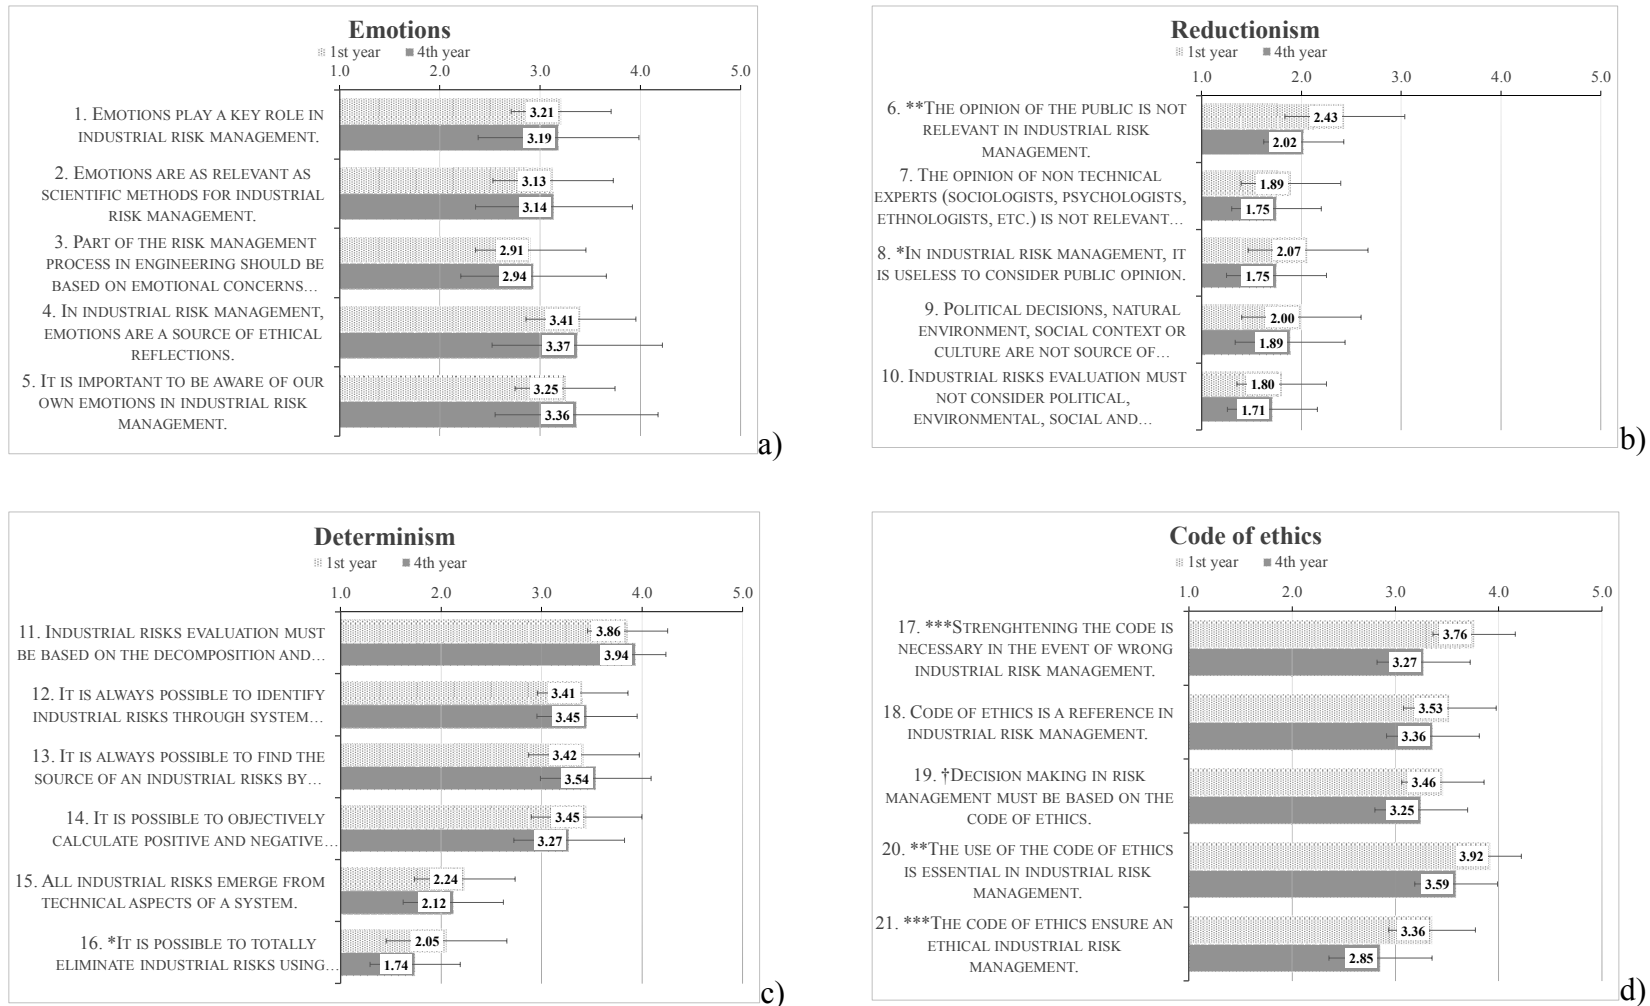 Emotions
1st year 4th year
1.0 2.0 3.0 4.0 5.0
1. EMOTIONS PLAY A KEY ROLE IN
INDUSTRIAL RISK MANAGEMENT.
3.21
3.19
2. EMOTIONS ARE AS RELEVANT AS
SCIENTIFIC METHODS FOR INDUSTRIAL
RISK MANAGEMENT.
3.13
3.14
3. PART OF THE RISK MANAGEMENT
PROCESS IN ENGINEERING SHOULD BE
BASED ON EMOTIONAL CONCERNS…
2.91
2.94
4. IN INDUSTRIAL RISK MANAGEMENT,
EMOTIONS ARE A SOURCE OF ETHICAL
REFLECTIONS.
3.41
3.37
5. IT IS IMPORTANT TO BE AWARE OF OUR
OWN EMOTIONS IN INDUSTRIAL RISK
MANAGEMENT.
3.25
3.36
a)
Reductionism
1st year 4th year
1.0 2.0 3.0 4.0 5.0
6. **THE OPINION OF THE PUBLIC IS NOT
RELEVANT IN INDUSTRIAL RISK
MANAGEMENT.
2.43
2.02
7. THE OPINION OF NON TECHNICAL
EXPERTS (SOCIOLOGISTS, PSYCHOLOGISTS,
ETHNOLOGISTS, ETC.) IS NOT RELEVANT…
1.89
1.75
8. *IN INDUSTRIAL RISK MANAGEMENT, IT
IS USELESS TO CONSIDER PUBLIC OPINION.
2.07
1.75
9. POLITICAL DECISIONS, NATURAL
ENVIRONMENT, SOCIAL CONTEXT OR
CULTURE ARE NOT SOURCE OF…
2.00
1.89
10. INDUSTRIAL RISKS EVALUATION MUST
NOT CONSIDER POLITICAL,
ENVIRONMENTAL, SOCIAL AND…
1.80
1.71
b)
Determinism
1st year 4th year
1.0 2.0 3.0 4.0 5.0
11. INDUSTRIAL RISKS EVALUATION MUST
BE BASED ON THE DECOMPOSITION AND…
3.86
3.94
12. IT IS ALWAYS POSSIBLE TO IDENTIFY
INDUSTRIAL RISKS THROUGH SYSTEM…
3.41
3.45
13. IT IS ALWAYS POSSIBLE TO FIND THE
SOURCE OF AN INDUSTRIAL RISKS BY…
3.42
3.54
14. IT IS POSSIBLE TO OBJECTIVELY
CALCULATE POSITIVE AND NEGATIVE…
3.45
3.27
15. ALL INDUSTRIAL RISKS EMERGE FROM
TECHNICAL ASPECTS OF A SYSTEM.
2.24
2.12
16. *IT IS POSSIBLE TO TOTALLY
ELIMINATE INDUSTRIAL RISKS USING…
2.05
1.74
c)
Code of ethics
1st year 4th year
1.0 2.0 3.0 4.0 5.0
17. ***STRENGHTENING THE CODE IS
NECESSARY IN THE EVENT OF WRONG
INDUSTRIAL RISK MANAGEMENT.
3.76
3.27
18. CODE OF ETHICS IS A REFERENCE IN
INDUSTRIAL RISK MANAGEMENT.
3.53
3.36
19. †DECISION MAKING IN RISK
MANAGEMENT MUST BE BASED ON THE
CODE OF ETHICS.
3.46
3.25
20. **THE USE OF THE CODE OF ETHICS
IS ESSENTIAL IN INDUSTRIAL RISK
MANAGEMENT.
3.92
3.59
21. ***THE CODE OF ETHICS ENSURE AN
ETHICAL INDUSTRIAL RISK
MANAGEMENT.
3.36
2.85
d)